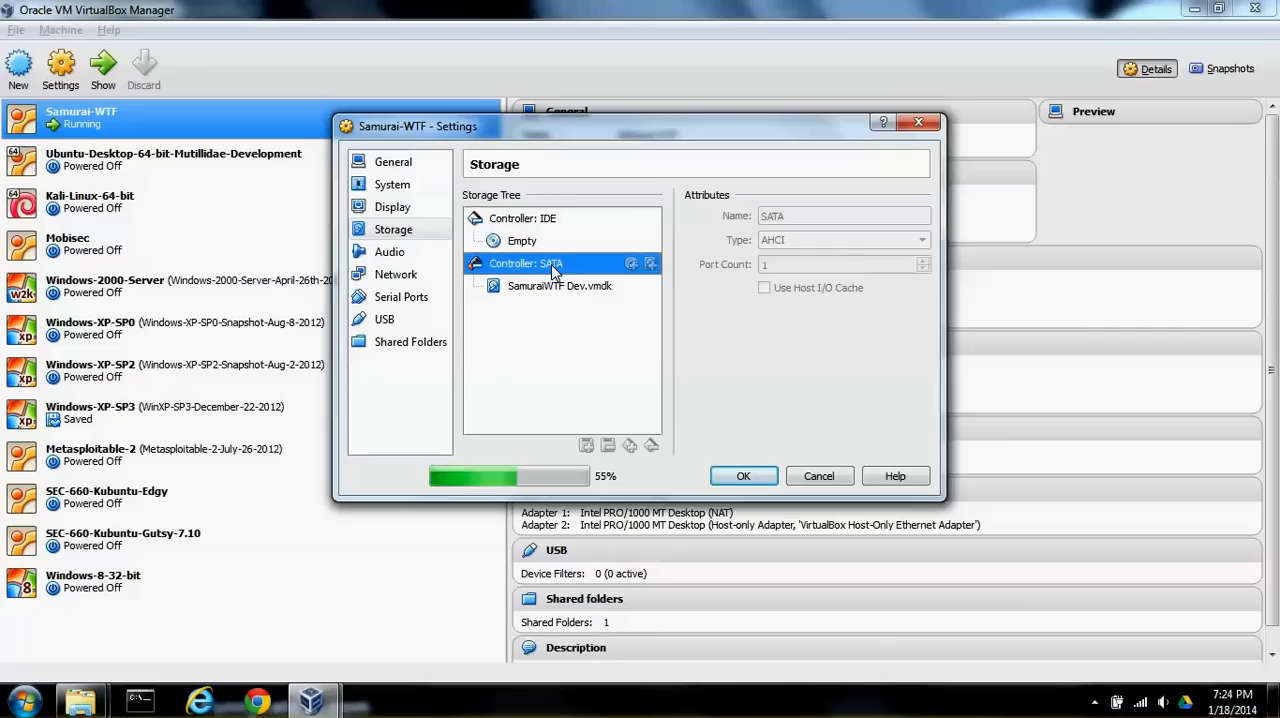 Oracle VM VirtualBox Manager
File Machine Help
New Settings Show Discard
Details Snapshots
Samurai-WTF
Running
Ubuntu-Desktop-64-bit-Mutillidae-Development
Powered Off
Kali-Linux-64-bit
Powered Off
Mobisec
Powered Off
Windows-2000-Server (Windows-2000-Server-April-26th-20
Powered Off
Windows-XP-SP0 (Windows-XP-SP0-Snapshot-Aug-8-2012)
Powered Off
Windows-XP-SP2 (Windows-XP-SP2-Snapshot-Aug-2-2012)
Powered Off
Windows-XP-SP3 (WinXP-SP3-December-22-2012)
Saved
Metasploitable-2 (Metasploitable-2-July-26-2012)
Powered Off
SEC-660-Kubuntu-Edgy
Powered Off
SEC-660-Kubuntu-Gutsy-7.10
Powered Off
Windows-8-32-bit
Powered Off
General
Preview
Samurai-WTF - Settings
General
System
Display
Storage
Audio
Network
Serial Ports
USB
Shared Folders
Storage
Storage Tree
Controller: IDE
Empty
Controller: SATA
SamuraiWTF Dev.vmdk
Attributes
Name: SATA
Type: AHCI
Port Count: 1
Use Host I/O Cache
55%
OK Cancel Help
Adapter 1: Intel PRO/1000 MT Desktop (NAT)
Adapter 2: Intel PRO/1000 MT Desktop (Host-only Adapter, 'VirtualBox Host-Only Ethernet Adapter')
USB
Device Filters: 0 (0 active)
Shared folders
Shared Folders: 1
Description
7:24 PM
1/18/2014